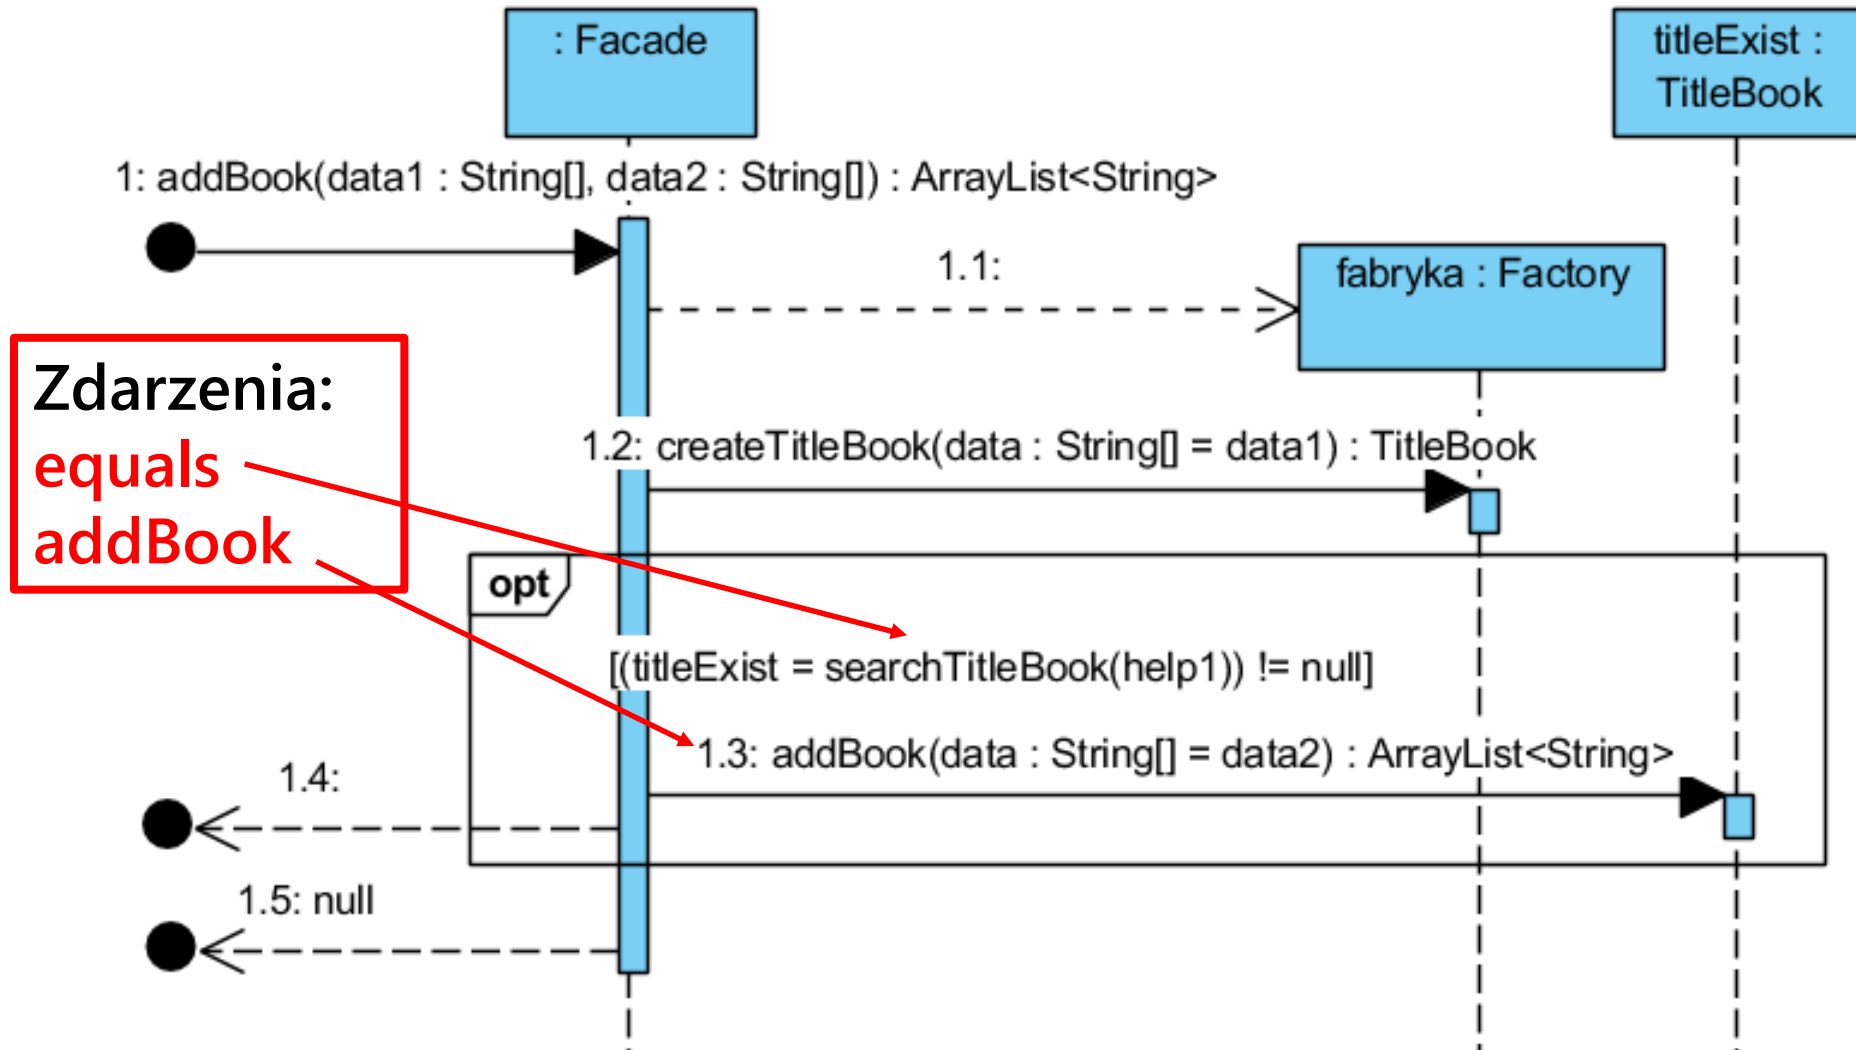 : Facade
titleExist :
TitleBook
1: addBook(data1 : String[], data2 : String[]) : ArrayList<String>
1.1:
fabryka : Factory
Zdarzenia:
equals
addBook
1.2: createTitleBook(data : String[] = data1) : TitleBook
opt
[(titleExist = searchTitleBook(help1)) != null]
1.3: addBook(data : String[] = data2) : ArrayList<String>
1.4:
1.5: null